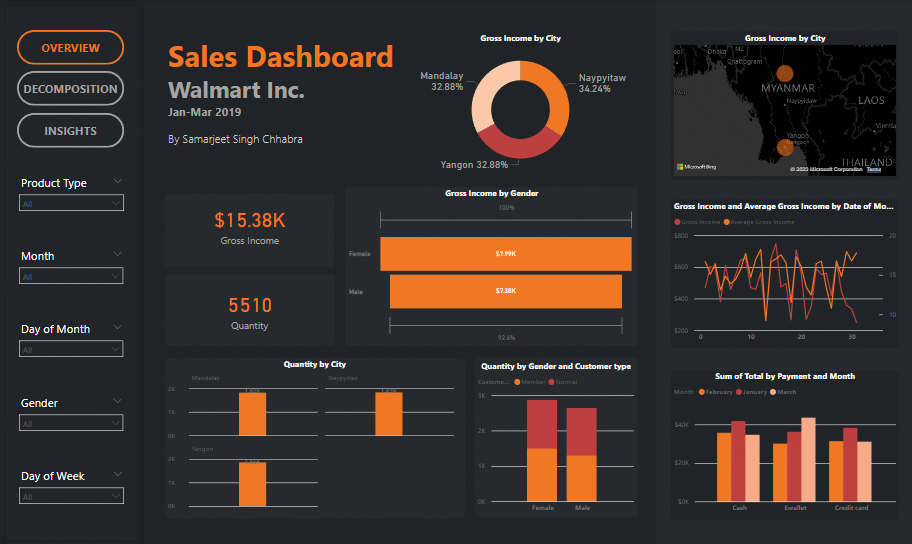 OVERVIEW
DECOMPOSITION
INSIGHTS
Product Type
All
Month
All
Day of Month
All
Gender
All
Day of Week
All
Sales Dashboard
Walmart Inc.
Jan-Mar 2019
By Samarjeet Singh Chhabra
Gross Income by City
Mandalay
32.88%
Naypyitaw
34.24%
Yangon 32.88%
$15.38K
Gross Income
5510
Quantity
Gross Income by Gender
100%
Female
$7.99K
Male
$7.38K
92.6%
Quantity by City
Mandalay
Naypyitaw
2K
1K
0K
Yangon
2K
1K
0K
Quantity by Gender and Customer type
Custome...
Member
Normal
3K
2K
1K
0K
Female
Male
Gross Income by City
Dhaka
MZ
Chattogram
MYANMAR
Naypyidaw
LAOS
Yangon
THAILAND
Microsoft Bing
© 2023 Microsoft Corporation
Terms
Gross Income and Average Gross Income by Date of Mo...
Gross Income
Average Gross Income
$800
$600
$400
$200
20
15
10
0
10
20
30
Sum of Total by Payment and Month
Month
February
January
March
$40K
$20K
$0K
Cash
Ewallet
Credit card